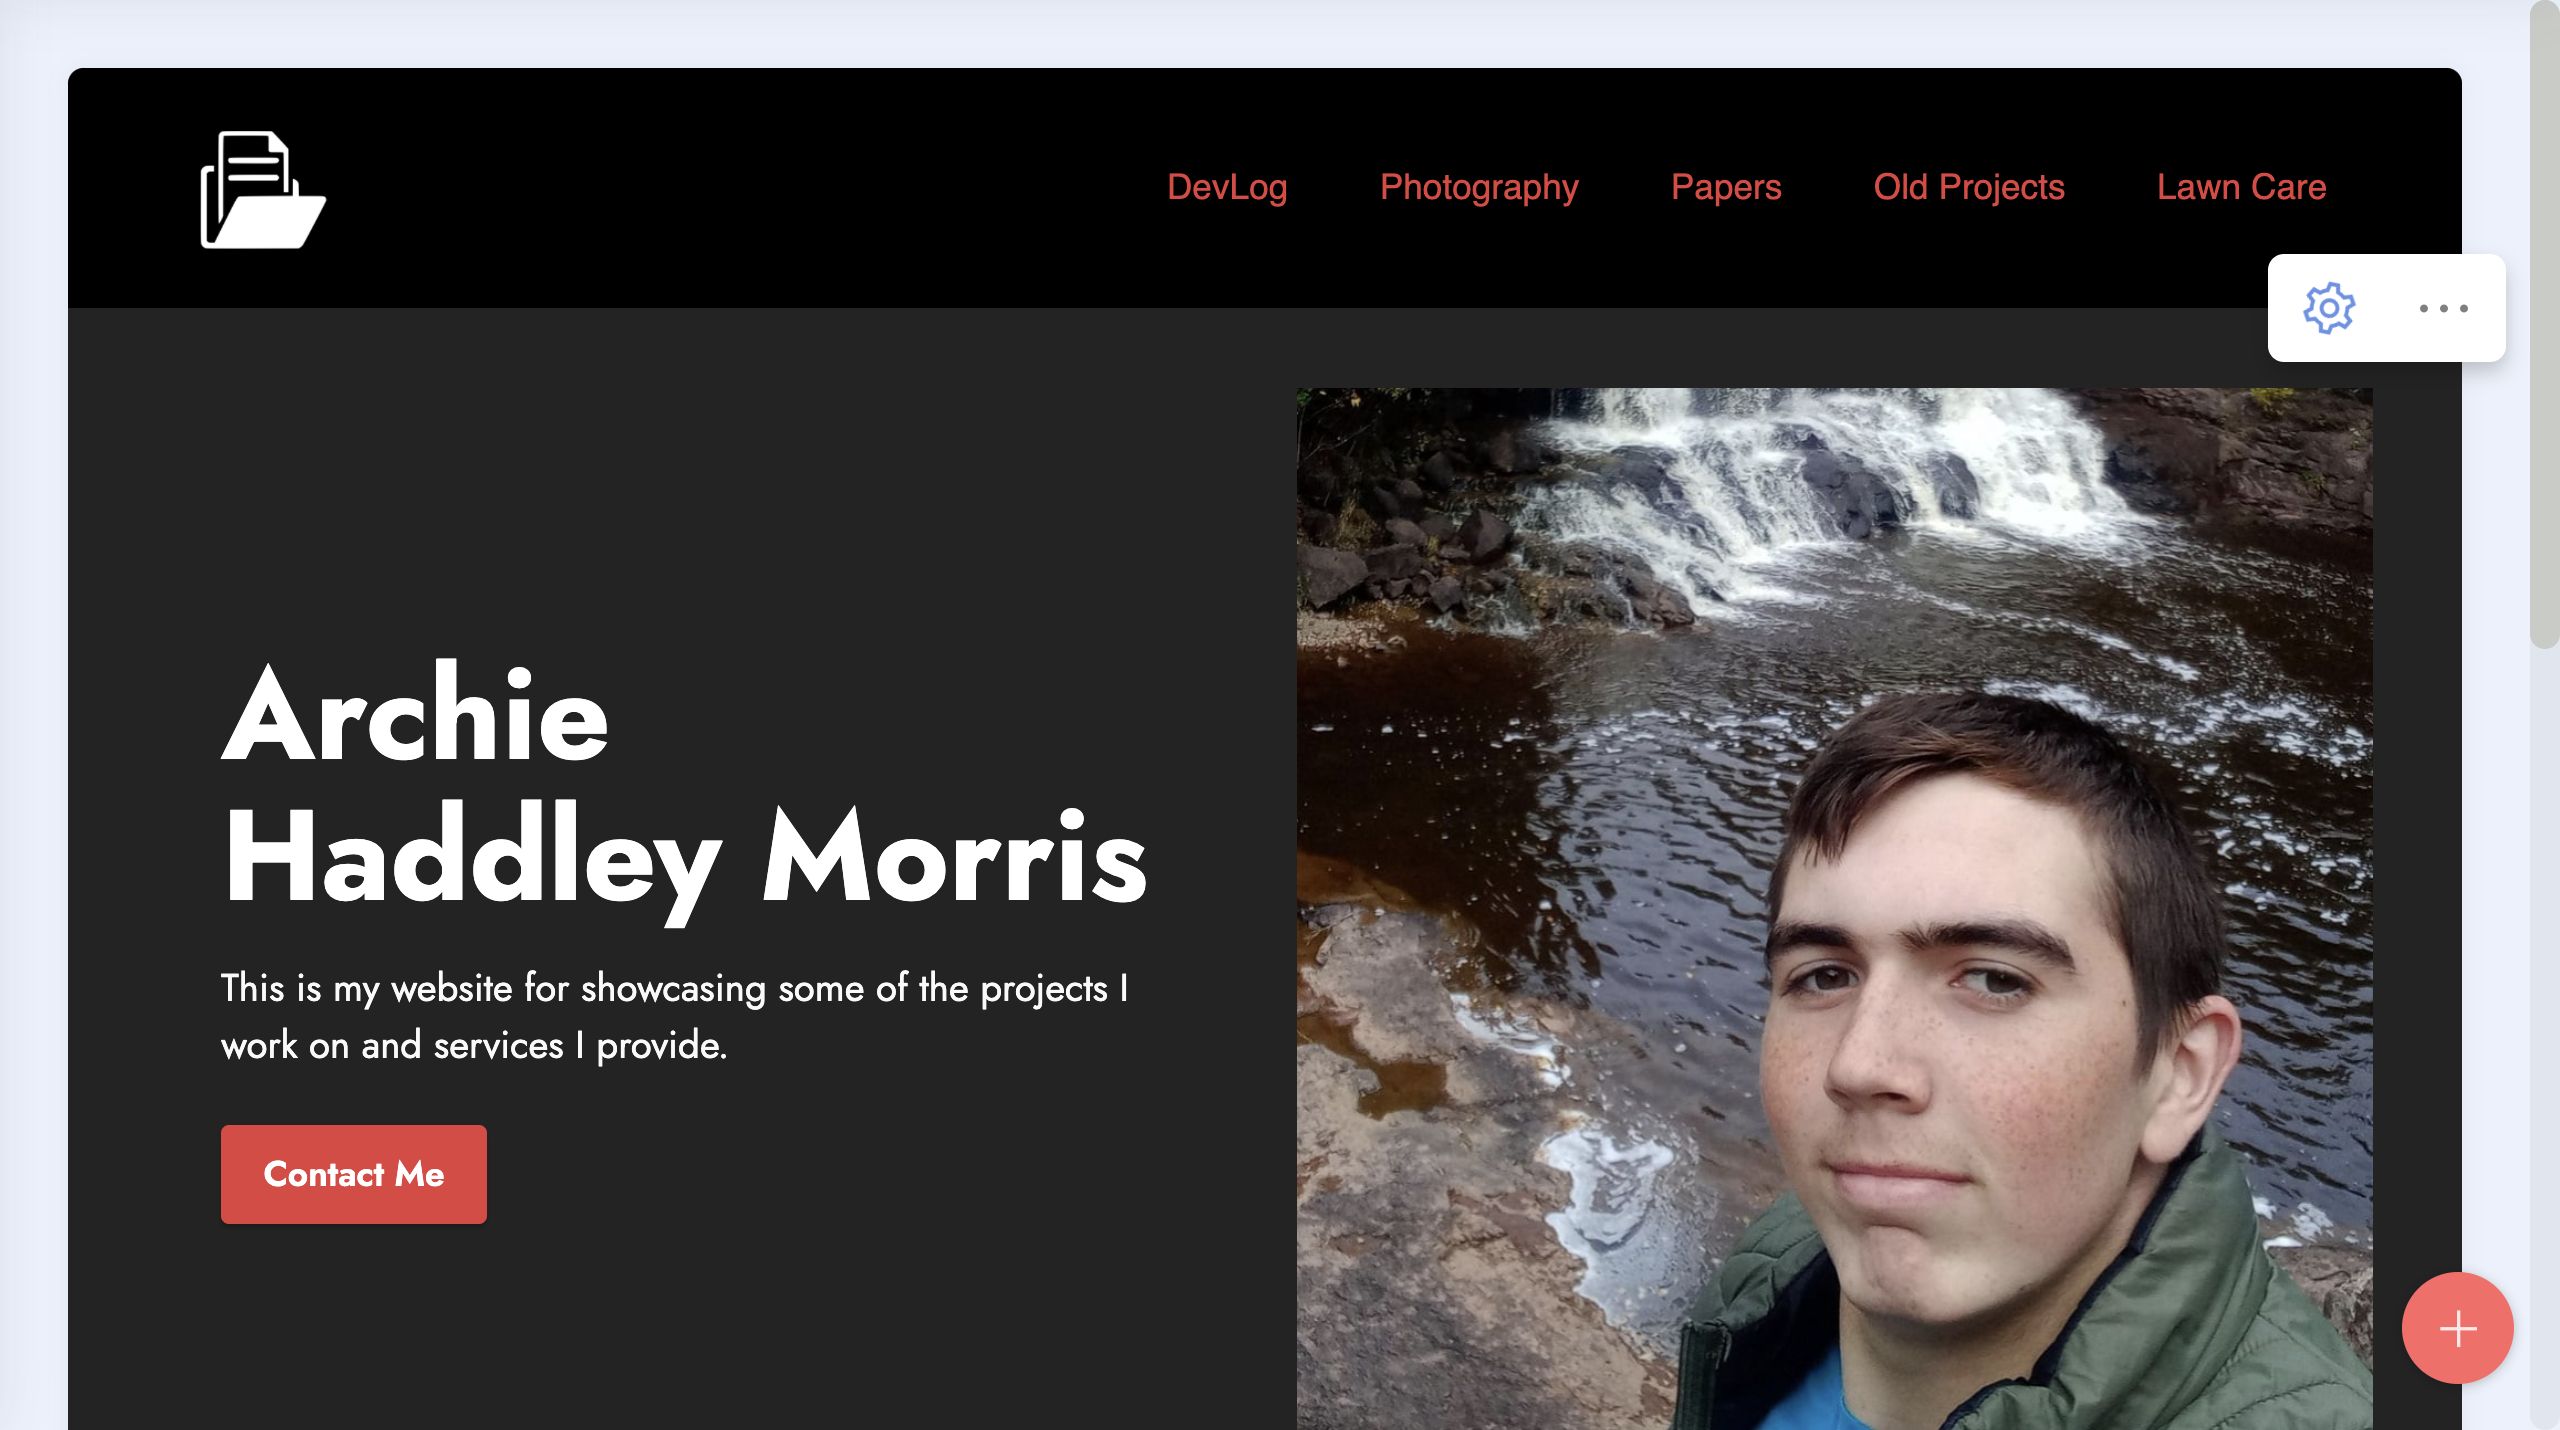 DevLog
Photography
Papers
Old Projects
Lawn Care
Archie
Haddley Morris
This is my website for showcasing some of the projects I
work on and services I provide.
Contact Me